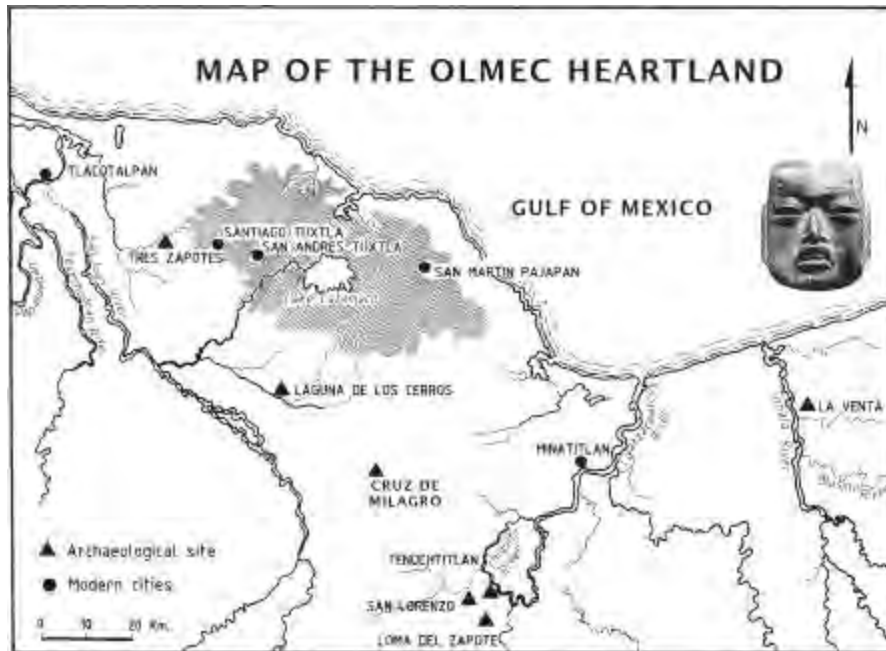 MAP OF THE OLMEC HEARTLAND
N
TLACOTALPAN
GULF OF MEXICO
SANTIAGO TUXTLA
SAN ANDRES TUXTLA
TRES ZAPOTES
SAN MARTIN PAJAPAN
LAGUNA DE LOS CERROS
LA VENTA
MINATITLAN
CRUZ DE
MILAGRO
Archaeological site
TENOCHTITLAN
Modern cities
SAN LORENZO
0 10 20 Km.
LOMA DEL ZAPOTE